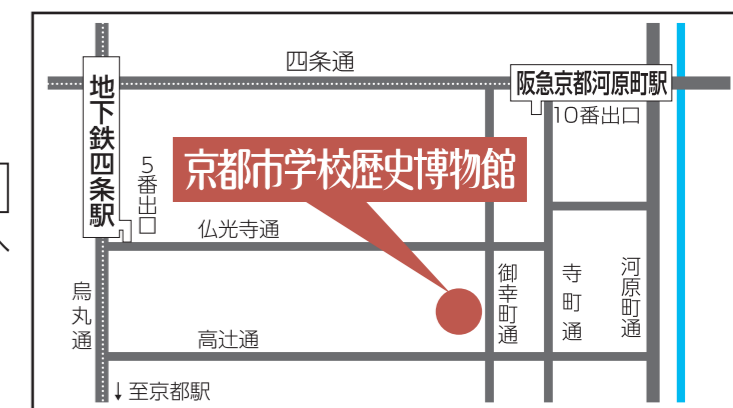 四条通
阪急京都河原町駅
10番出口
地下鉄四条駅
5番出口
京都市学校歴史博物館
仏光寺通
御幸町通
寺町通
河原町通
烏丸通
高辻通
↓至京都駅